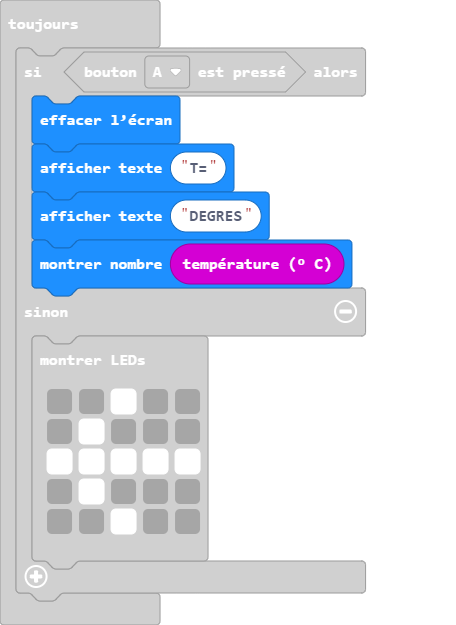 toujours
si bouton A est pressé alors
effacer l’écran
afficher texte "T="
afficher texte "DEGRES"
montrer nombre température (° C)
sinon
montrer LEDs